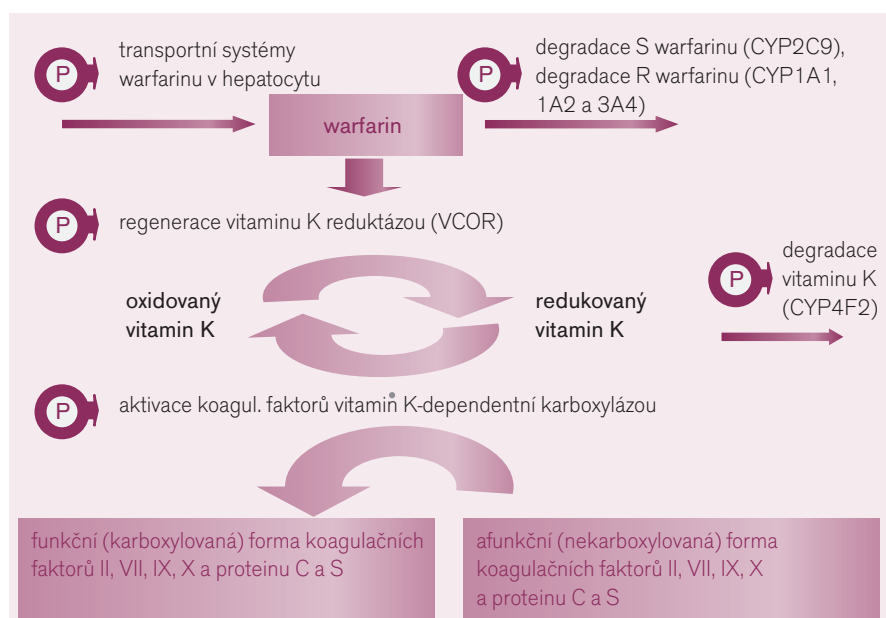 P
transportní systémy
warfarinu v hepatocytu
P
degradace S warfarinu (CYP2C9),
degradace R warfarinu (CYP1A1,
1A2 a 3A4)
warfarin
P
regenerace vitaminu K reduktázou (VCOR)
P
degradace
vitaminu K
(CYP4F2)
oxidovaný
vitamin K
redukovaný
vitamin K
P
aktivace koagul. faktorů vitamin K-dependentní karboxylázou
funkční (karboxylovaná) forma koagulačních
faktorů II, VII, IX, X a proteinu C a S
afunkční (nekarboxylovaná) forma
koagulačních faktorů II, VII, IX, X
a proteinu C a S